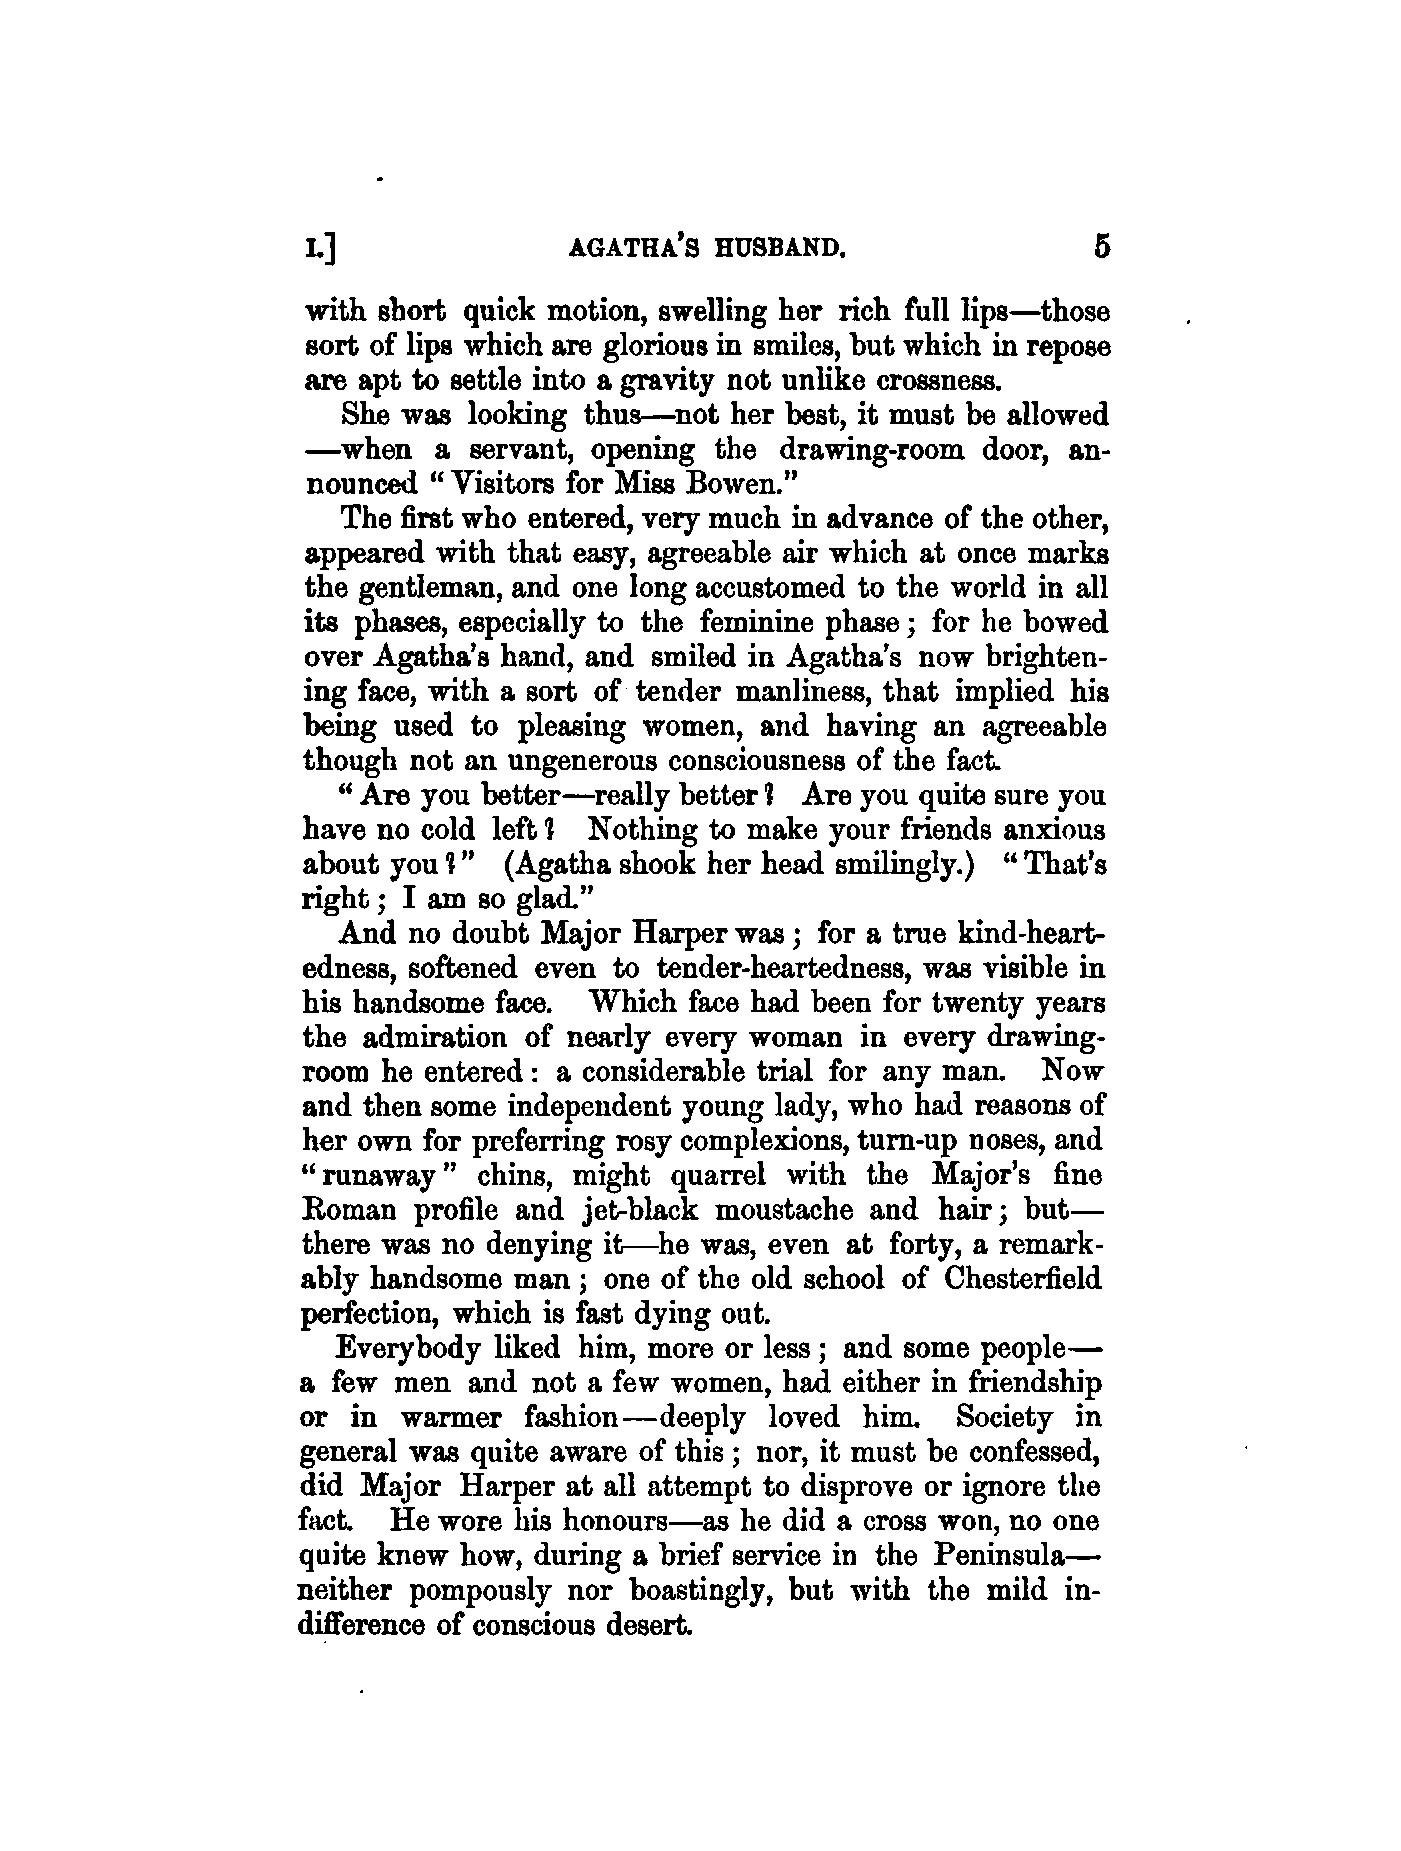 I.] AGATHA'S HUSBAND. 5
with short quick motion, swelling her rich full lips—those
sort of lips which are glorious in smiles, but which in repose
are apt to settle into a gravity not unlike crossness.
She was looking thus—not her best, it must be allowed
—when a servant, opening the drawing-room door, an-
nounced “Visitors for Miss Bowen.”
The first who entered, very much in advance of the other,
appeared with that easy, agreeable air which at once marks
the gentleman, and one long accustomed to the world in all
its phases, especially to the feminine phase; for he bowed
over Agatha's hand, and smiled in Agatha's now brighten-
ing face, with a sort of tender manliness, that implied his
being used to pleasing women, and having an agreeable
though not an ungenerous consciousness of the fact.
“Are you better—really better? Are you quite sure you
have no cold left? Nothing to make your friends anxious
about you?” (Agatha shook her head smilingly.) “That's
right; I am so glad.”
And no doubt Major Harper was; for a true kind-heart-
edness, softened even to tender-heartedness, was visible in
his handsome face. Which face had been for twenty years
the admiration of nearly every woman in every drawing-
room he entered: a considerable trial for any man. Now
and then some independent young lady, who had reasons of
her own for preferring rosy complexions, turn-up noses, and
“runaway” chins, might quarrel with the Major's fine
Roman profile and jet-black moustache and hair; but—
there was no denying it—he was, even at forty, a remark-
ably handsome man; one of the old school of Chesterfield
perfection, which is fast dying out.
Everybody liked him, more or less; and some people—
a few men and not a few women, had either in friendship
or in warmer fashion—deeply loved him. Society in
general was quite aware of this; nor, it must be confessed,
did Major Harper at all attempt to disprove or ignore the
fact. He wore his honours—as he did a cross won, no one
quite knew how, during a brief service in the Peninsula—
neither pompously nor boastingly, but with the mild in-
difference of conscious desert.